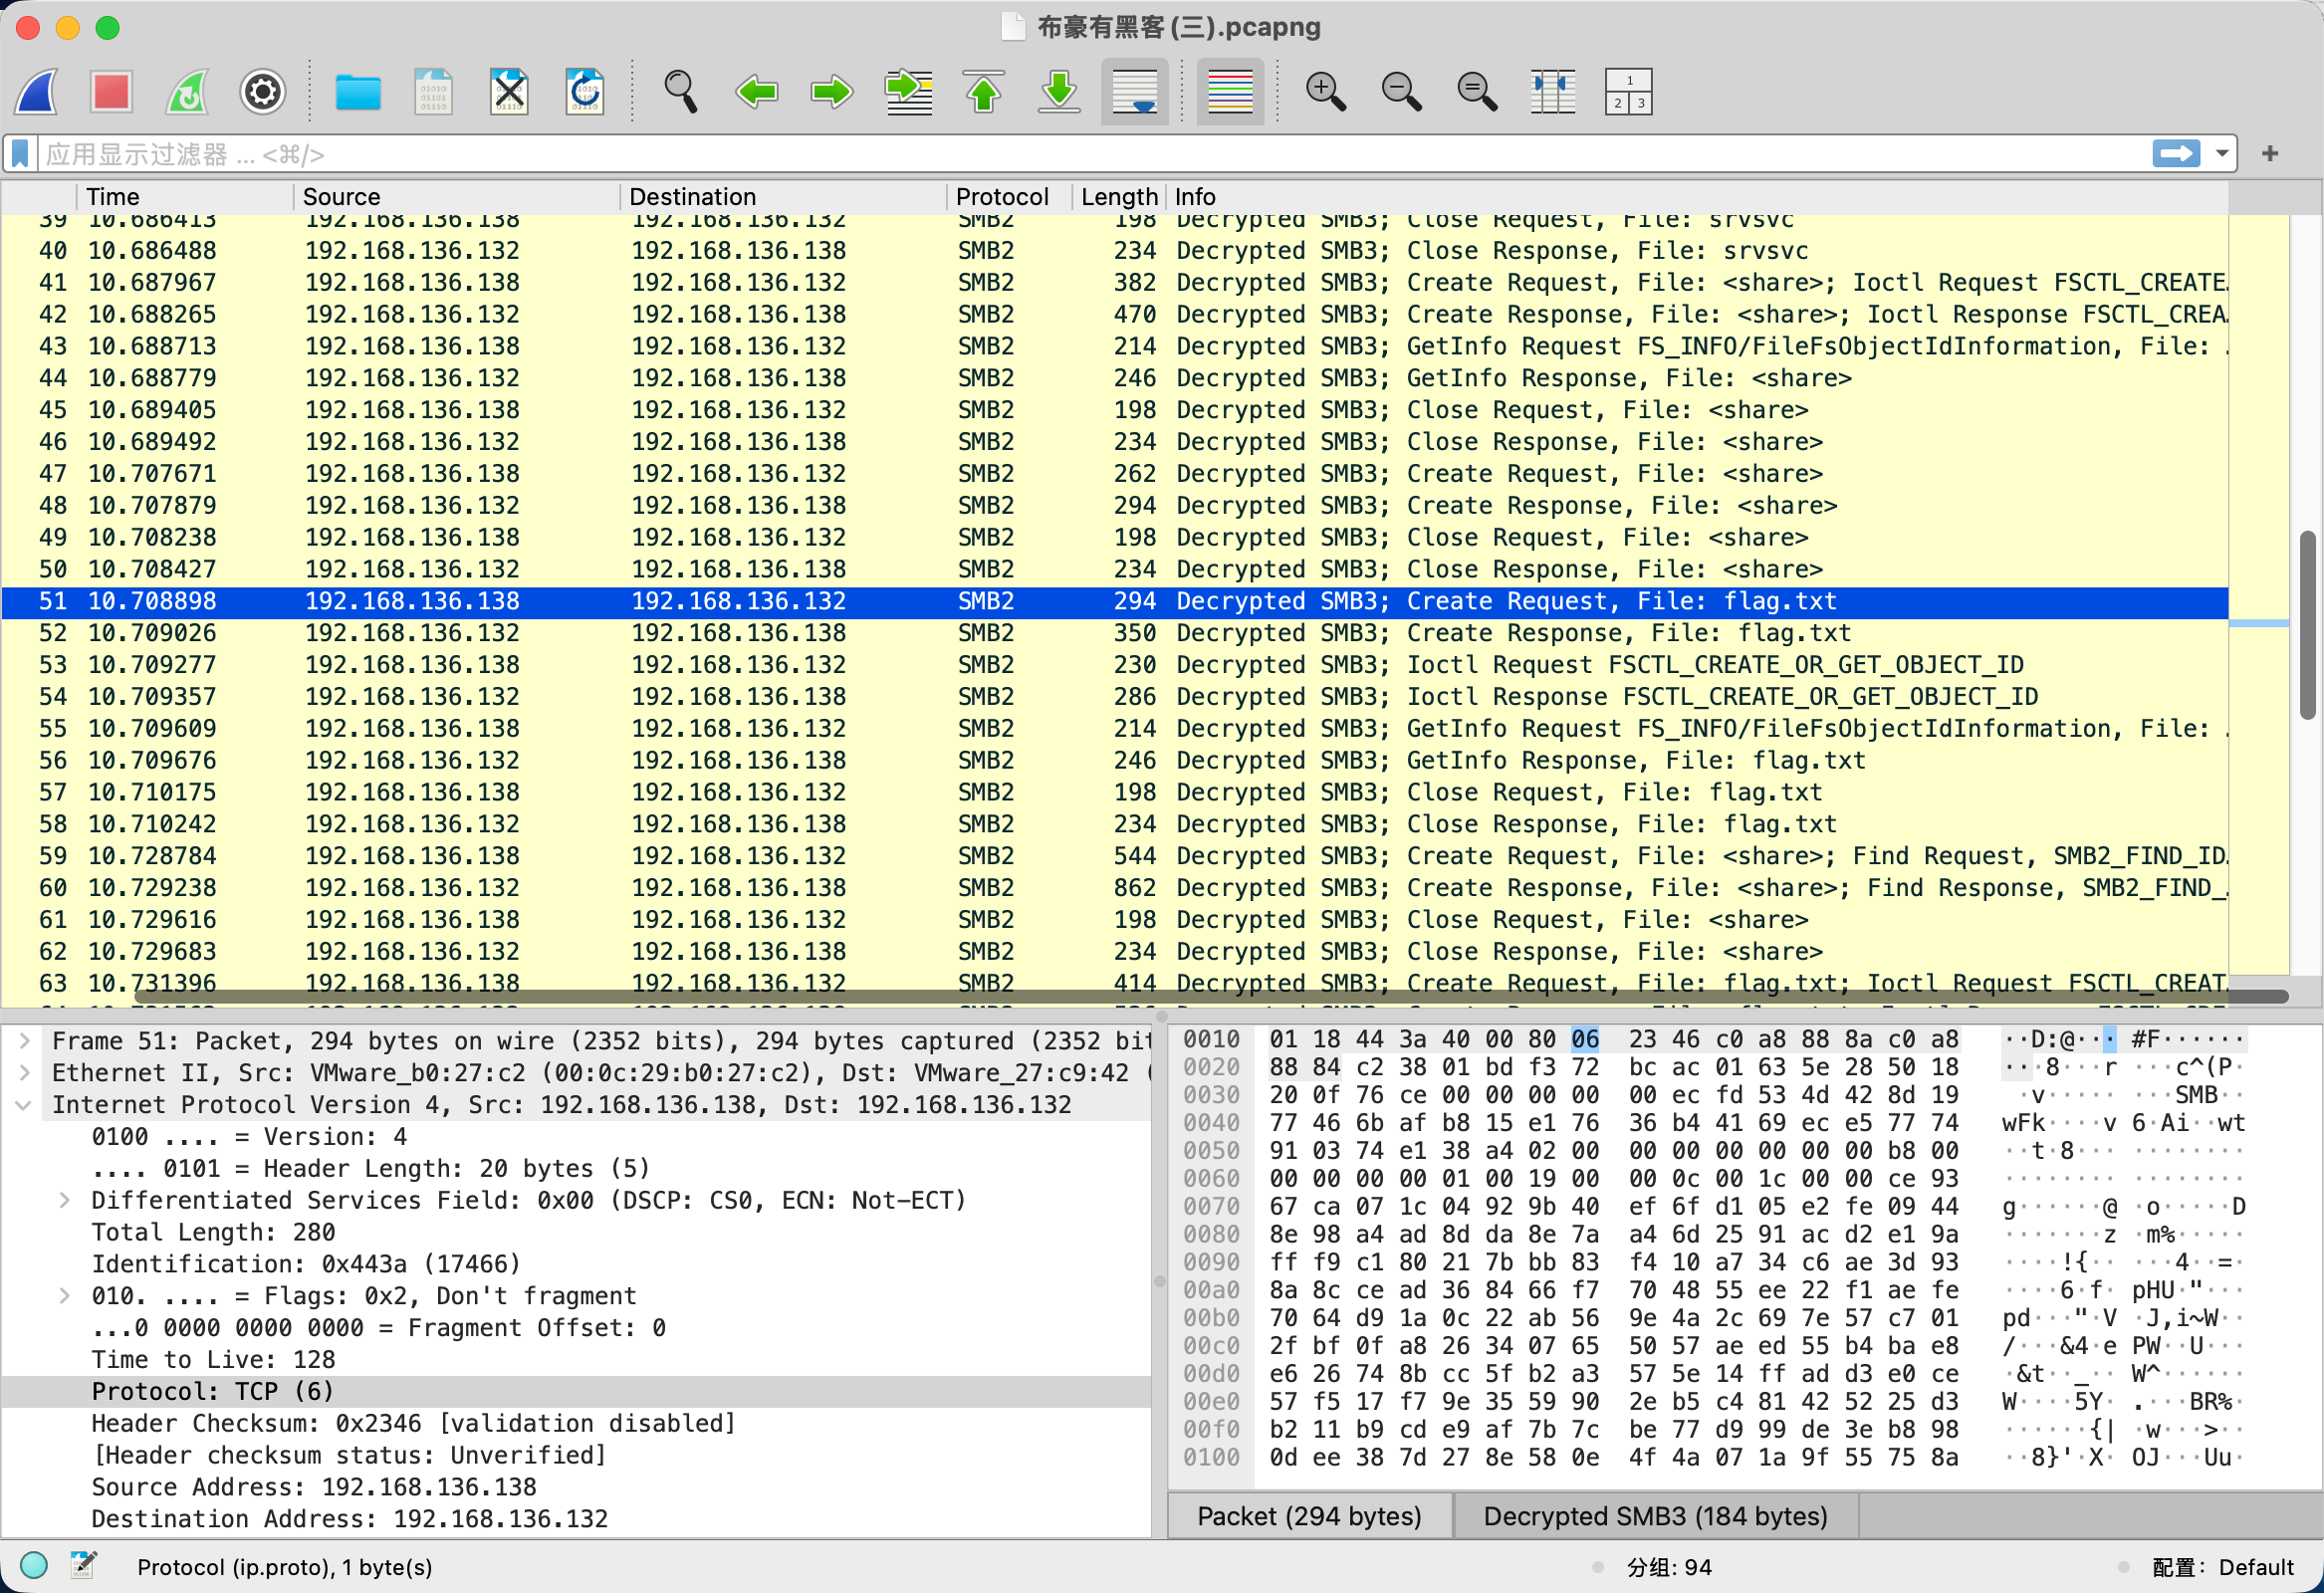 布豪有黑客(三).pcapng
应用显示过滤器 … <⌘/>
Time Source Destination Protocol Length Info
39 10.686413 192.168.136.138 192.168.136.132 SMB2 198 Decrypted SMB3; Close Request, File: srvsvc
40 10.686488 192.168.136.132 192.168.136.138 SMB2 234 Decrypted SMB3; Close Response, File: srvsvc
41 10.687967 192.168.136.138 192.168.136.132 SMB2 382 Decrypted SMB3; Create Request, File: <share>; Ioctl Request FSCTL_CREATE…
42 10.688265 192.168.136.132 192.168.136.138 SMB2 470 Decrypted SMB3; Create Response, File: <share>; Ioctl Response FSCTL_CREA…
43 10.688713 192.168.136.138 192.168.136.132 SMB2 214 Decrypted SMB3; GetInfo Request FS_INFO/FileFsObjectIdInformation, File: …
44 10.688779 192.168.136.132 192.168.136.138 SMB2 246 Decrypted SMB3; GetInfo Response, File: <share>
45 10.689405 192.168.136.138 192.168.136.132 SMB2 198 Decrypted SMB3; Close Request, File: <share>
46 10.689492 192.168.136.132 192.168.136.138 SMB2 234 Decrypted SMB3; Close Response, File: <share>
47 10.707671 192.168.136.138 192.168.136.132 SMB2 262 Decrypted SMB3; Create Request, File: <share>
48 10.707879 192.168.136.132 192.168.136.138 SMB2 294 Decrypted SMB3; Create Response, File: <share>
49 10.708238 192.168.136.138 192.168.136.132 SMB2 198 Decrypted SMB3; Close Request, File: <share>
50 10.708427 192.168.136.132 192.168.136.138 SMB2 234 Decrypted SMB3; Close Response, File: <share>
51 10.708898 192.168.136.138 192.168.136.132 SMB2 294 Decrypted SMB3; Create Request, File: flag.txt
52 10.709026 192.168.136.132 192.168.136.138 SMB2 350 Decrypted SMB3; Create Response, File: flag.txt
53 10.709277 192.168.136.138 192.168.136.132 SMB2 230 Decrypted SMB3; Ioctl Request FSCTL_CREATE_OR_GET_OBJECT_ID
54 10.709357 192.168.136.132 192.168.136.138 SMB2 286 Decrypted SMB3; Ioctl Response FSCTL_CREATE_OR_GET_OBJECT_ID
55 10.709609 192.168.136.138 192.168.136.132 SMB2 214 Decrypted SMB3; GetInfo Request FS_INFO/FileFsObjectIdInformation, File: …
56 10.709676 192.168.136.132 192.168.136.138 SMB2 246 Decrypted SMB3; GetInfo Response, File: flag.txt
57 10.710175 192.168.136.138 192.168.136.132 SMB2 198 Decrypted SMB3; Close Request, File: flag.txt
58 10.710242 192.168.136.132 192.168.136.138 SMB2 234 Decrypted SMB3; Close Response, File: flag.txt
59 10.728784 192.168.136.138 192.168.136.132 SMB2 544 Decrypted SMB3; Create Request, File: <share>; Find Request, SMB2_FIND_ID…
60 10.729238 192.168.136.132 192.168.136.138 SMB2 862 Decrypted SMB3; Create Response, File: <share>; Find Response, SMB2_FIND_…
61 10.729616 192.168.136.138 192.168.136.132 SMB2 198 Decrypted SMB3; Close Request, File: <share>
62 10.729683 192.168.136.132 192.168.136.138 SMB2 234 Decrypted SMB3; Close Response, File: <share>
63 10.731396 192.168.136.138 192.168.136.132 SMB2 414 Decrypted SMB3; Create Request, File: flag.txt; Ioctl Request FSCTL_CREAT…
Frame 51: Packet, 294 bytes on wire (2352 bits), 294 bytes captured (2352 bit
Ethernet II, Src: VMware_b0:27:c2 (00:0c:29:b0:27:c2), Dst: VMware_27:c9:42 (
Internet Protocol Version 4, Src: 192.168.136.138, Dst: 192.168.136.132
0100 .... = Version: 4
.... 0101 = Header Length: 20 bytes (5)
Differentiated Services Field: 0x00 (DSCP: CS0, ECN: Not-ECT)
Total Length: 280
Identification: 0x443a (17466)
010. .... = Flags: 0x2, Don't fragment
...0 0000 0000 0000 = Fragment Offset: 0
Time to Live: 128
Protocol: TCP (6)
Header Checksum: 0x2346 [validation disabled]
[Header checksum status: Unverified]
Source Address: 192.168.136.138
Destination Address: 192.168.136.132
0010 01 18 44 3a 40 00 80 06 23 46 c0 a8 88 8a c0 a8 ··D:@··· #F······
0020 88 84 c2 38 01 bd f3 72 bc ac 01 63 5e 28 50 18 ···8···r ···c^(P·
0030 20 0f 76 ce 00 00 00 00 00 ec fd 53 4d 42 8d 19 ·v····· ···SMB··
0040 77 46 6b af b8 15 e1 76 36 b4 41 69 ec e5 77 74 wFk····v 6·Ai··wt
0050 91 03 74 e1 38 a4 02 00 00 00 00 00 00 00 b8 00 ··t·8··· ········
0060 00 00 00 00 01 00 19 00 00 0c 00 1c 00 00 ce 93 ········ ········
0070 67 ca 07 1c 04 92 9b 40 ef 6f d1 05 e2 fe 09 44 g······@ ·o·····D
0080 8e 98 a4 ad 8d da 8e 7a a4 6d 25 91 ac d2 e1 9a ·······z ·m%·····
0090 ff f9 c1 80 21 7b bb 83 f4 10 a7 34 c6 ae 3d 93 ····!{·· ···4··=·
00a0 8a 8c ce ad 36 84 66 f7 70 48 55 ee 22 f1 ae fe ····6·f· pHU·"···
00b0 70 64 d9 1a 0c 22 ab 56 9e 4a 2c 69 7e 57 c7 01 pd···"·V ·J,i~W··
00c0 2f bf 0f a8 26 34 07 65 50 57 ae ed 55 b4 ba e8 /···&4·e PW··U···
00d0 e6 26 74 8b cc 5f b2 a3 57 5e 14 ff ad d3 e0 ce ·&t··_·· W^······
00e0 57 f5 17 f7 9e 35 59 90 2e b5 c4 81 42 52 25 d3 W····5Y· .···BR%·
00f0 b2 11 b9 cd e9 af 7b 7c be 77 d9 99 de 3e b8 98 ······{| ·w···>··
0100 0d ee 38 7d 27 8e 58 0e 4f 4a 07 1a 9f 55 75 8a ··8}'·X· OJ···Uu·
Packet (294 bytes) Decrypted SMB3 (184 bytes)
Protocol (ip.proto), 1 byte(s) 分组: 94 配置: Default